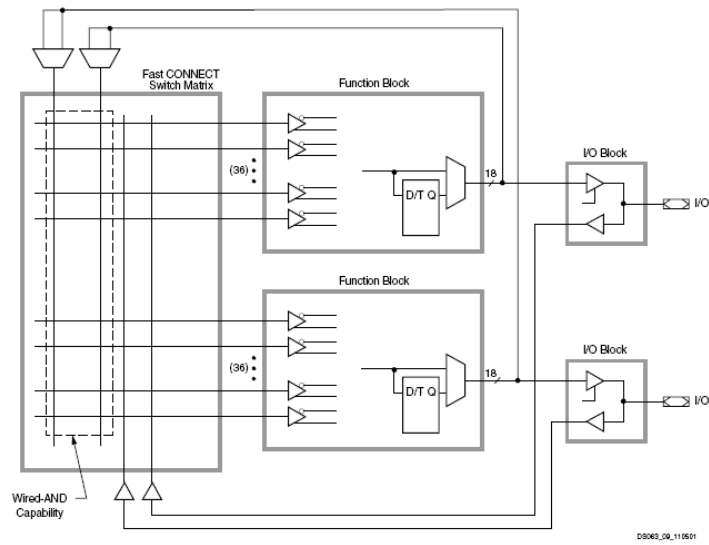 Fast CONNECT
Switch Matrix
Function Block
(36)
D/T Q
18
I/O Block
I/O
Function Block
(36)
D/T Q
18
I/O Block
I/O
Wired-AND
Capability
DS063_09_110501